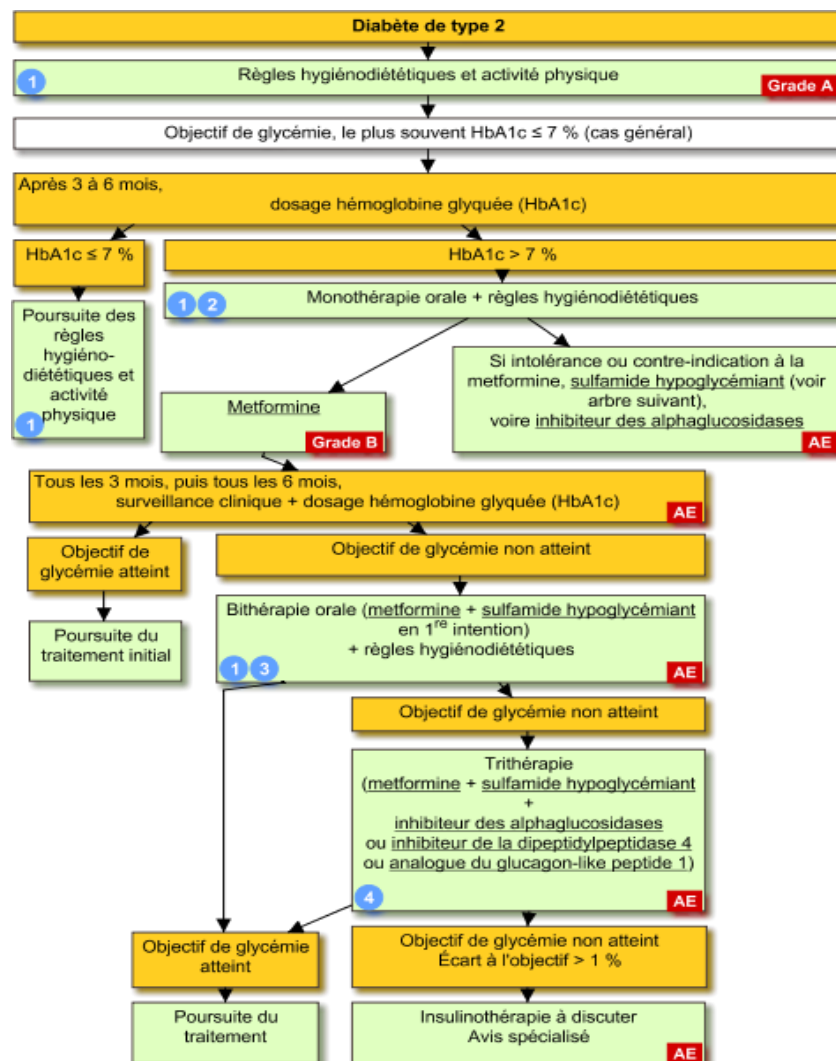 Diabète de type 2
Règles hygiénodiététiques et activité physique
1
Grade A
Objectif de glycémie, le plus souvent HbA1c ≤ 7 % (cas général)
Après 3 à 6 mois,
dosage hémoglobine glyquée (HbA1c)
HbA1c ≤ 7 %
HbA1c > 7 %
Poursuite des
règles
hygiéno-
diététiques et
activité
physique
1
Monothérapie orale + règles hygiénodiététiques
1 2
Metformine
Grade B
Si intolérance ou contre-indication à la
metformine, sulfamide hypoglycémiant (voir
arbre suivant),
voire inhibiteur des alphaglucosidases
AE
Tous les 3 mois, puis tous les 6 mois,
surveillance clinique + dosage hémoglobine glyquée (HbA1c)
AE
Objectif de
glycémie atteint
Objectif de glycémie non atteint
Poursuite du
traitement initial
Bithérapie orale (metformine + sulfamide hypoglycémiant
en 1re intention)
+ règles hygiénodiététiques
1 3
AE
Objectif de glycémie non atteint
Trithérapie
(metformine + sulfamide hypoglycémiant
+
inhibiteur des alphaglucosidases
ou inhibiteur de la dipeptidylpeptidase 4
ou analogue du glucagon-like peptide 1)
4
AE
Objectif de glycémie
atteint
Objectif de glycémie non atteint
Écart à l'objectif > 1 %
Poursuite du
traitement
Insulinothérapie à discuter
Avis spécialisé
AE